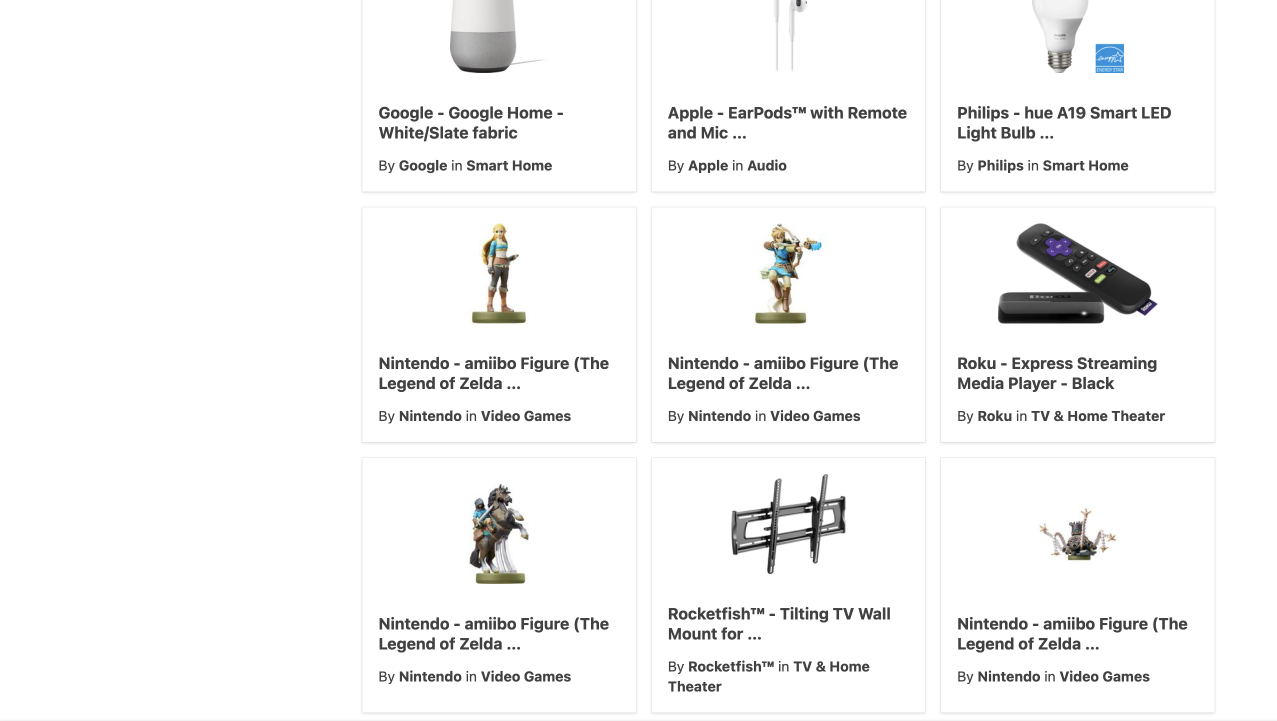 Google - Google Home -
White/Slate fabric
By Google in Smart Home
Apple - EarPods™ with Remote
and Mic ...
By Apple in Audio
Philips - hue A19 Smart LED
Light Bulb ...
By Philips in Smart Home
Nintendo - amiibo Figure (The
Legend of Zelda ...
By Nintendo in Video Games
Nintendo - amiibo Figure (The
Legend of Zelda ...
By Nintendo in Video Games
Roku - Express Streaming
Media Player - Black
By Roku in TV & Home Theater
Nintendo - amiibo Figure (The
Legend of Zelda ...
By Nintendo in Video Games
Rocketfish™ - Tilting TV Wall
Mount for ...
By Rocketfish™ in TV & Home
Theater
Nintendo - amiibo Figure (The
Legend of Zelda ...
By Nintendo in Video Games